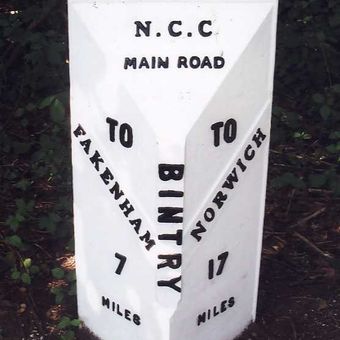 N.C.C
MAIN ROAD
TO
FAKENHAM
7
MILES
BINTRY
TO
NORWICH
17
MILES